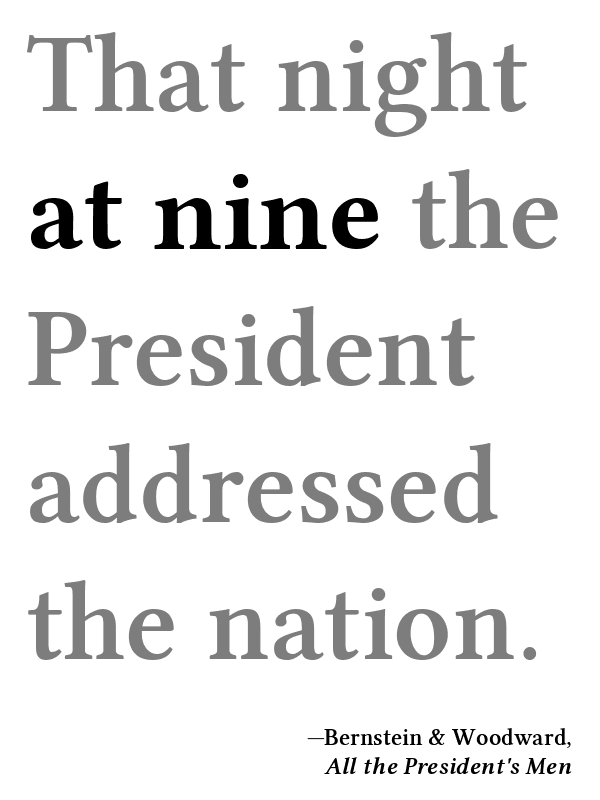 That night
at nine the
President
addressed
the nation.
—Bernstein & Woodward,
All the President's Men